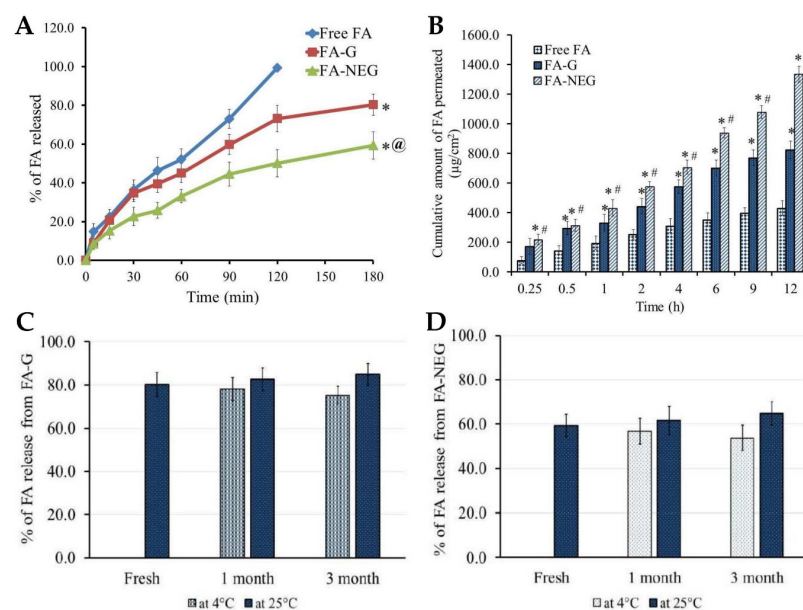 A
120.0
100.0
80.0
60.0
40.0
20.0
0.0
% of FA released
Free FA
FA-G
FA-NEG
*
*@
0 30 60 90 120 150 180
Time (min)
B
1600.0
1400.0
1200.0
1000.0
800.0
600.0
400.0
200.0
0.0
Cumulative amount of FA permeated
(µg/cm²)
Free FA
FA-G
FA-NEG
*#
* *#
* *#
* *#
* *#
* *#
* *#
* *#
0.25 0.5 1 2 4 6 9 12
Time (h)
C
100.0
80.0
60.0
40.0
20.0
0.0
% of FA release from FA-G
Fresh 1 month 3 month
at 4°C at 25°C
D
100.0
80.0
60.0
40.0
20.0
0.0
% of FA release from FA-NEG
Fresh 1 month 3 month
at 4°C at 25°C